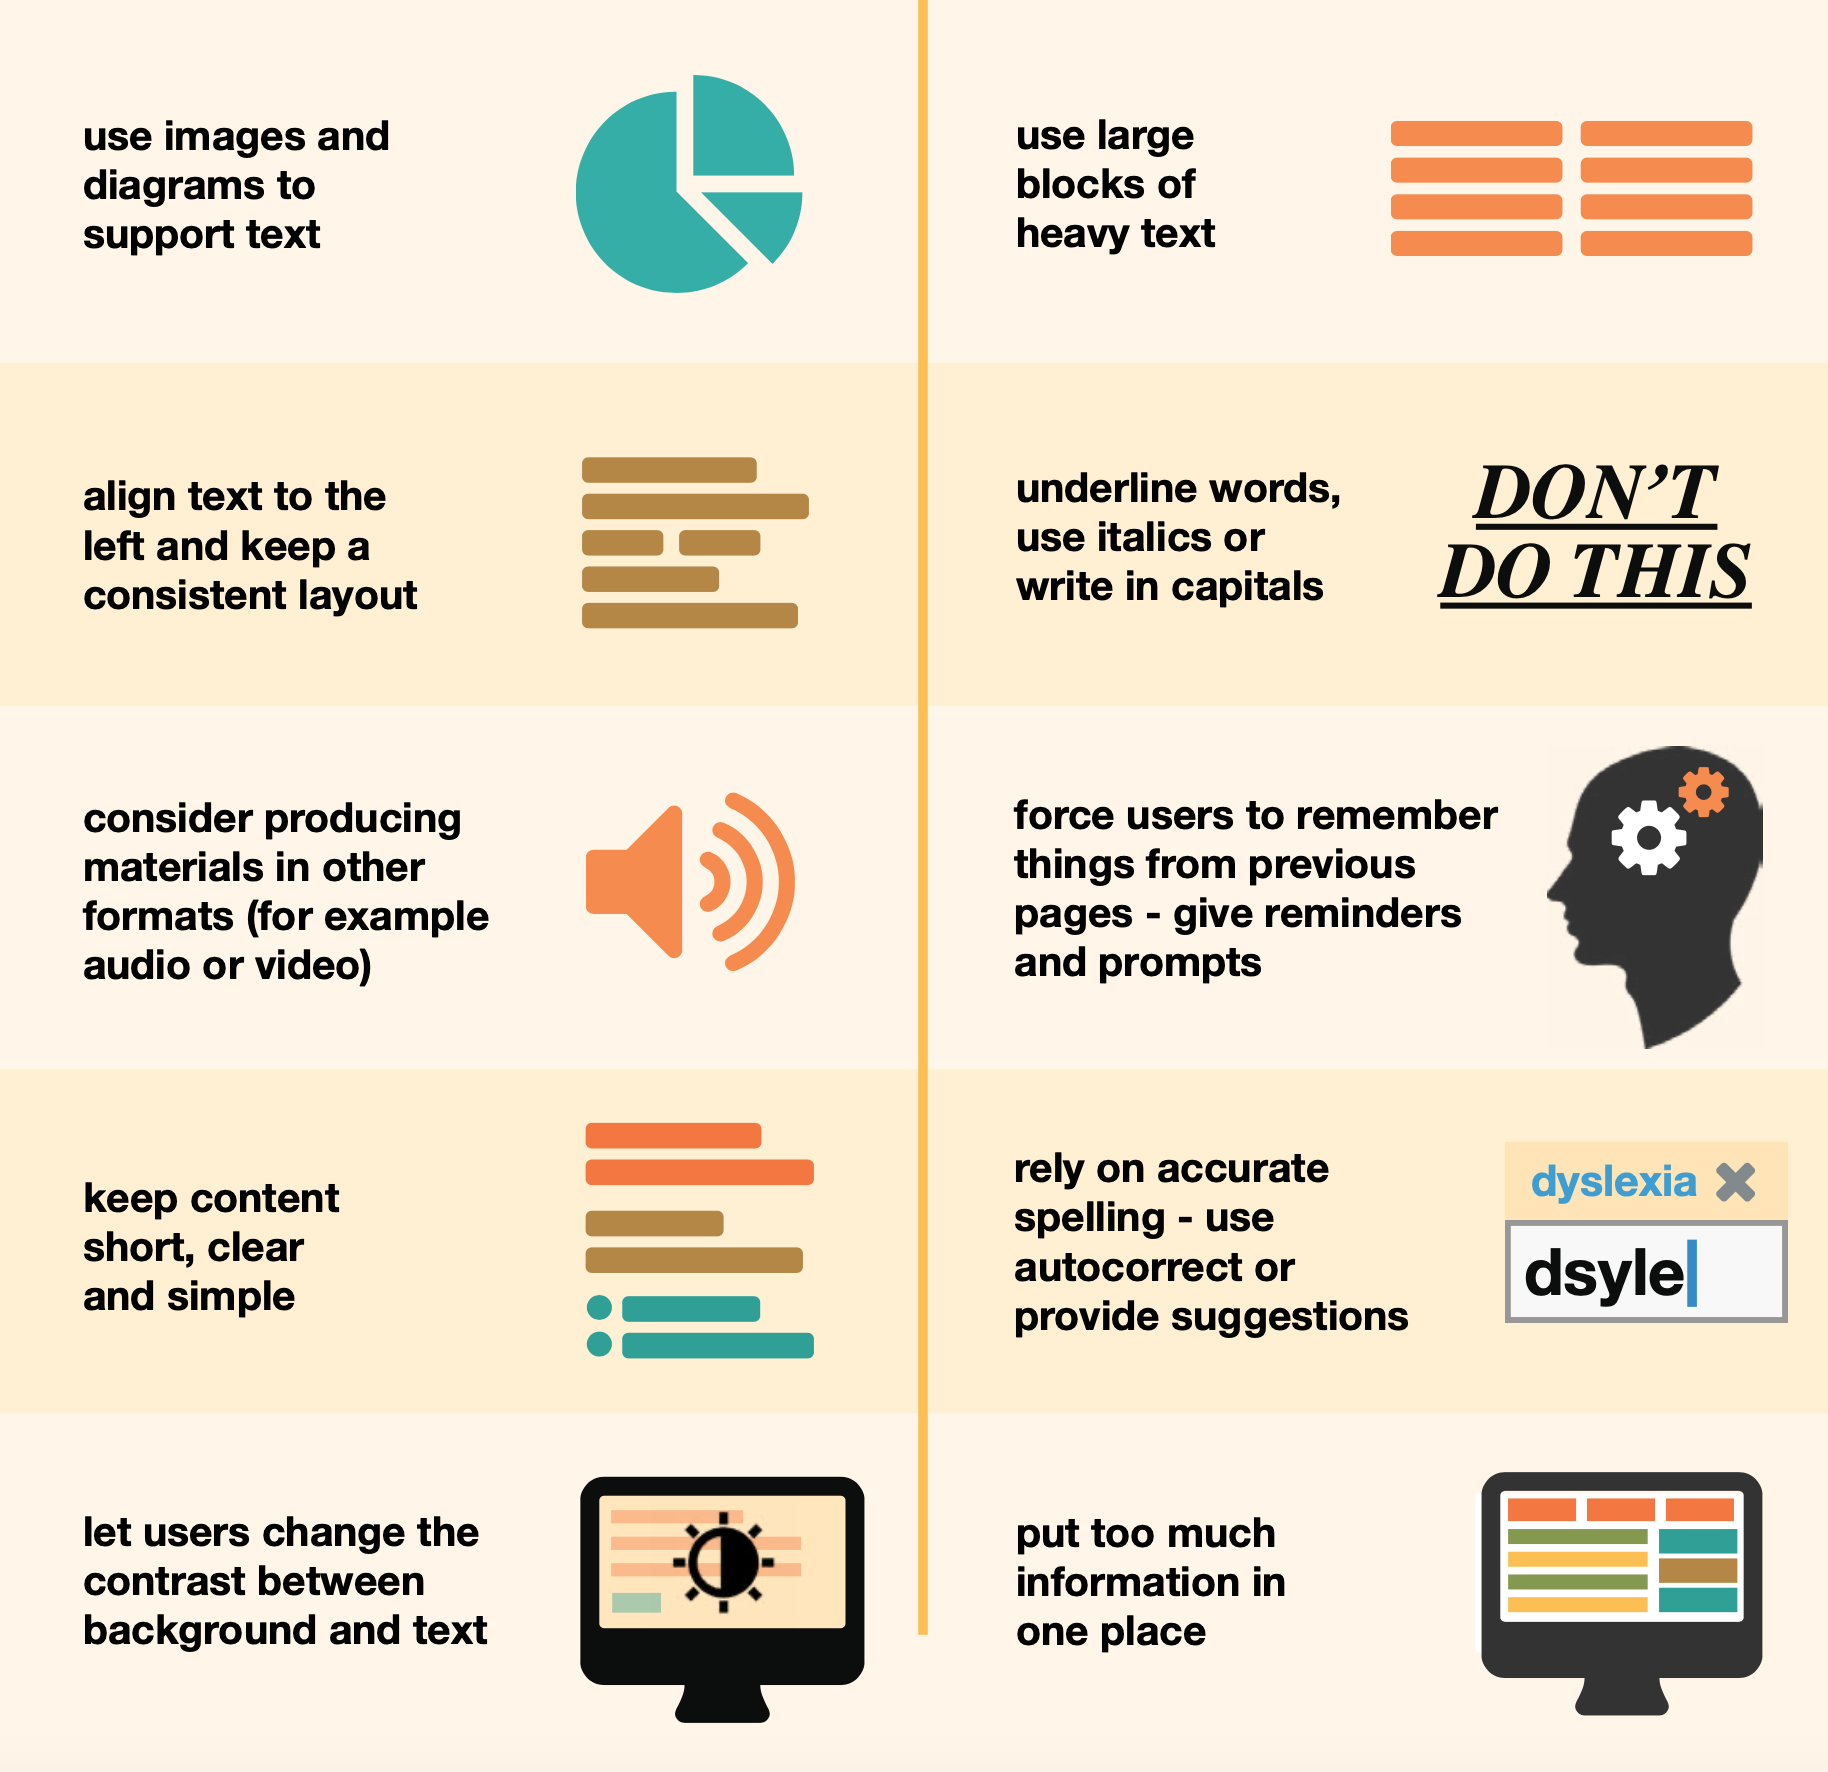 use images and
diagrams to
support text
use large
blocks of
heavy text
align text to the
left and keep a
consistent layout
underline words,
use italics or
write in capitals
DON'T
DO THIS
consider producing
materials in other
formats (for example
audio or video)
force users to remember
things from previous
pages - give reminders
and prompts
keep content
short, clear
and simple
rely on accurate
spelling - use
autocorrect or
provide suggestions
dyslexia
dsyle
let users change the
contrast between
background and text
put too much
information in
one place